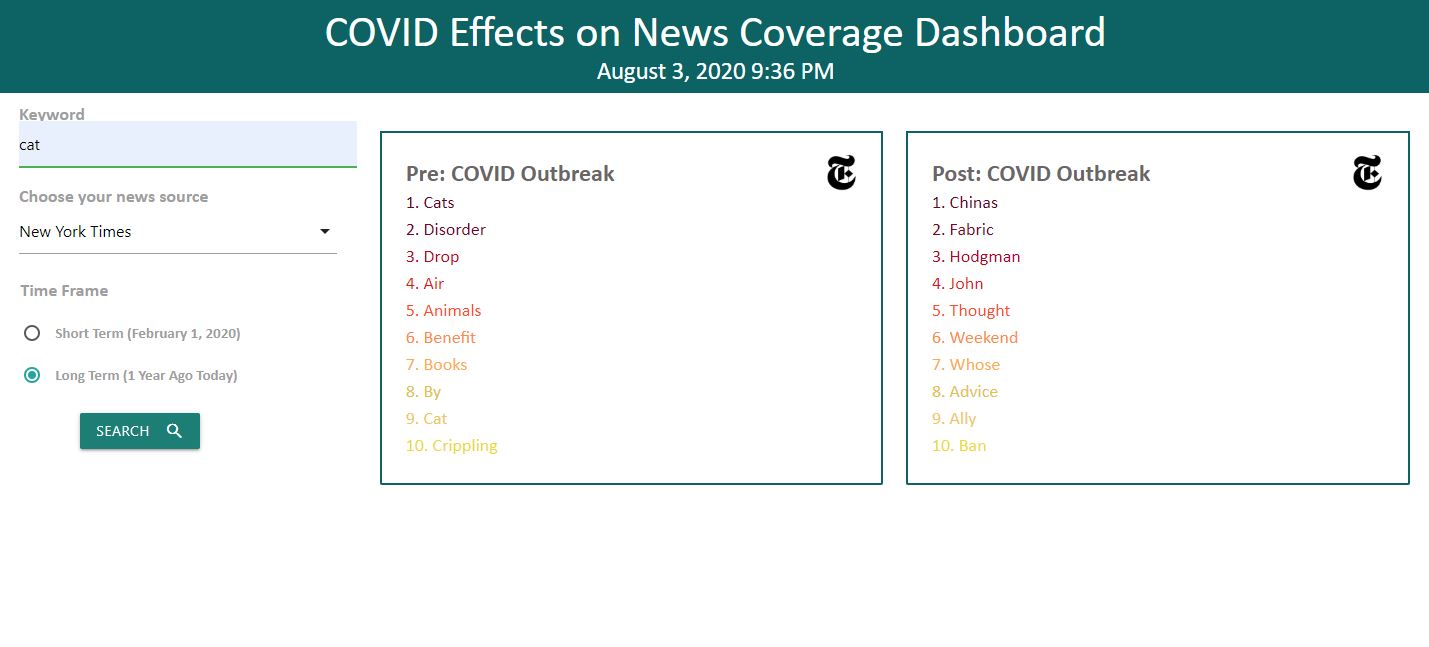 COVID Effects on News Coverage Dashboard
August 3, 2020 9:36 PM
Keyword
cat
Choose your news source
New York Times
Time Frame
Short Term (February 1, 2020)
Long Term (1 Year Ago Today)
SEARCH
Pre: COVID Outbreak
1. Cats
2. Disorder
3. Drop
4. Air
5. Animals
6. Benefit
7. Books
8. By
9. Cat
10. Crippling
Post: COVID Outbreak
1. Chinas
2. Fabric
3. Hodgman
4. John
5. Thought
6. Weekend
7. Whose
8. Advice
9. Ally
10. Ban